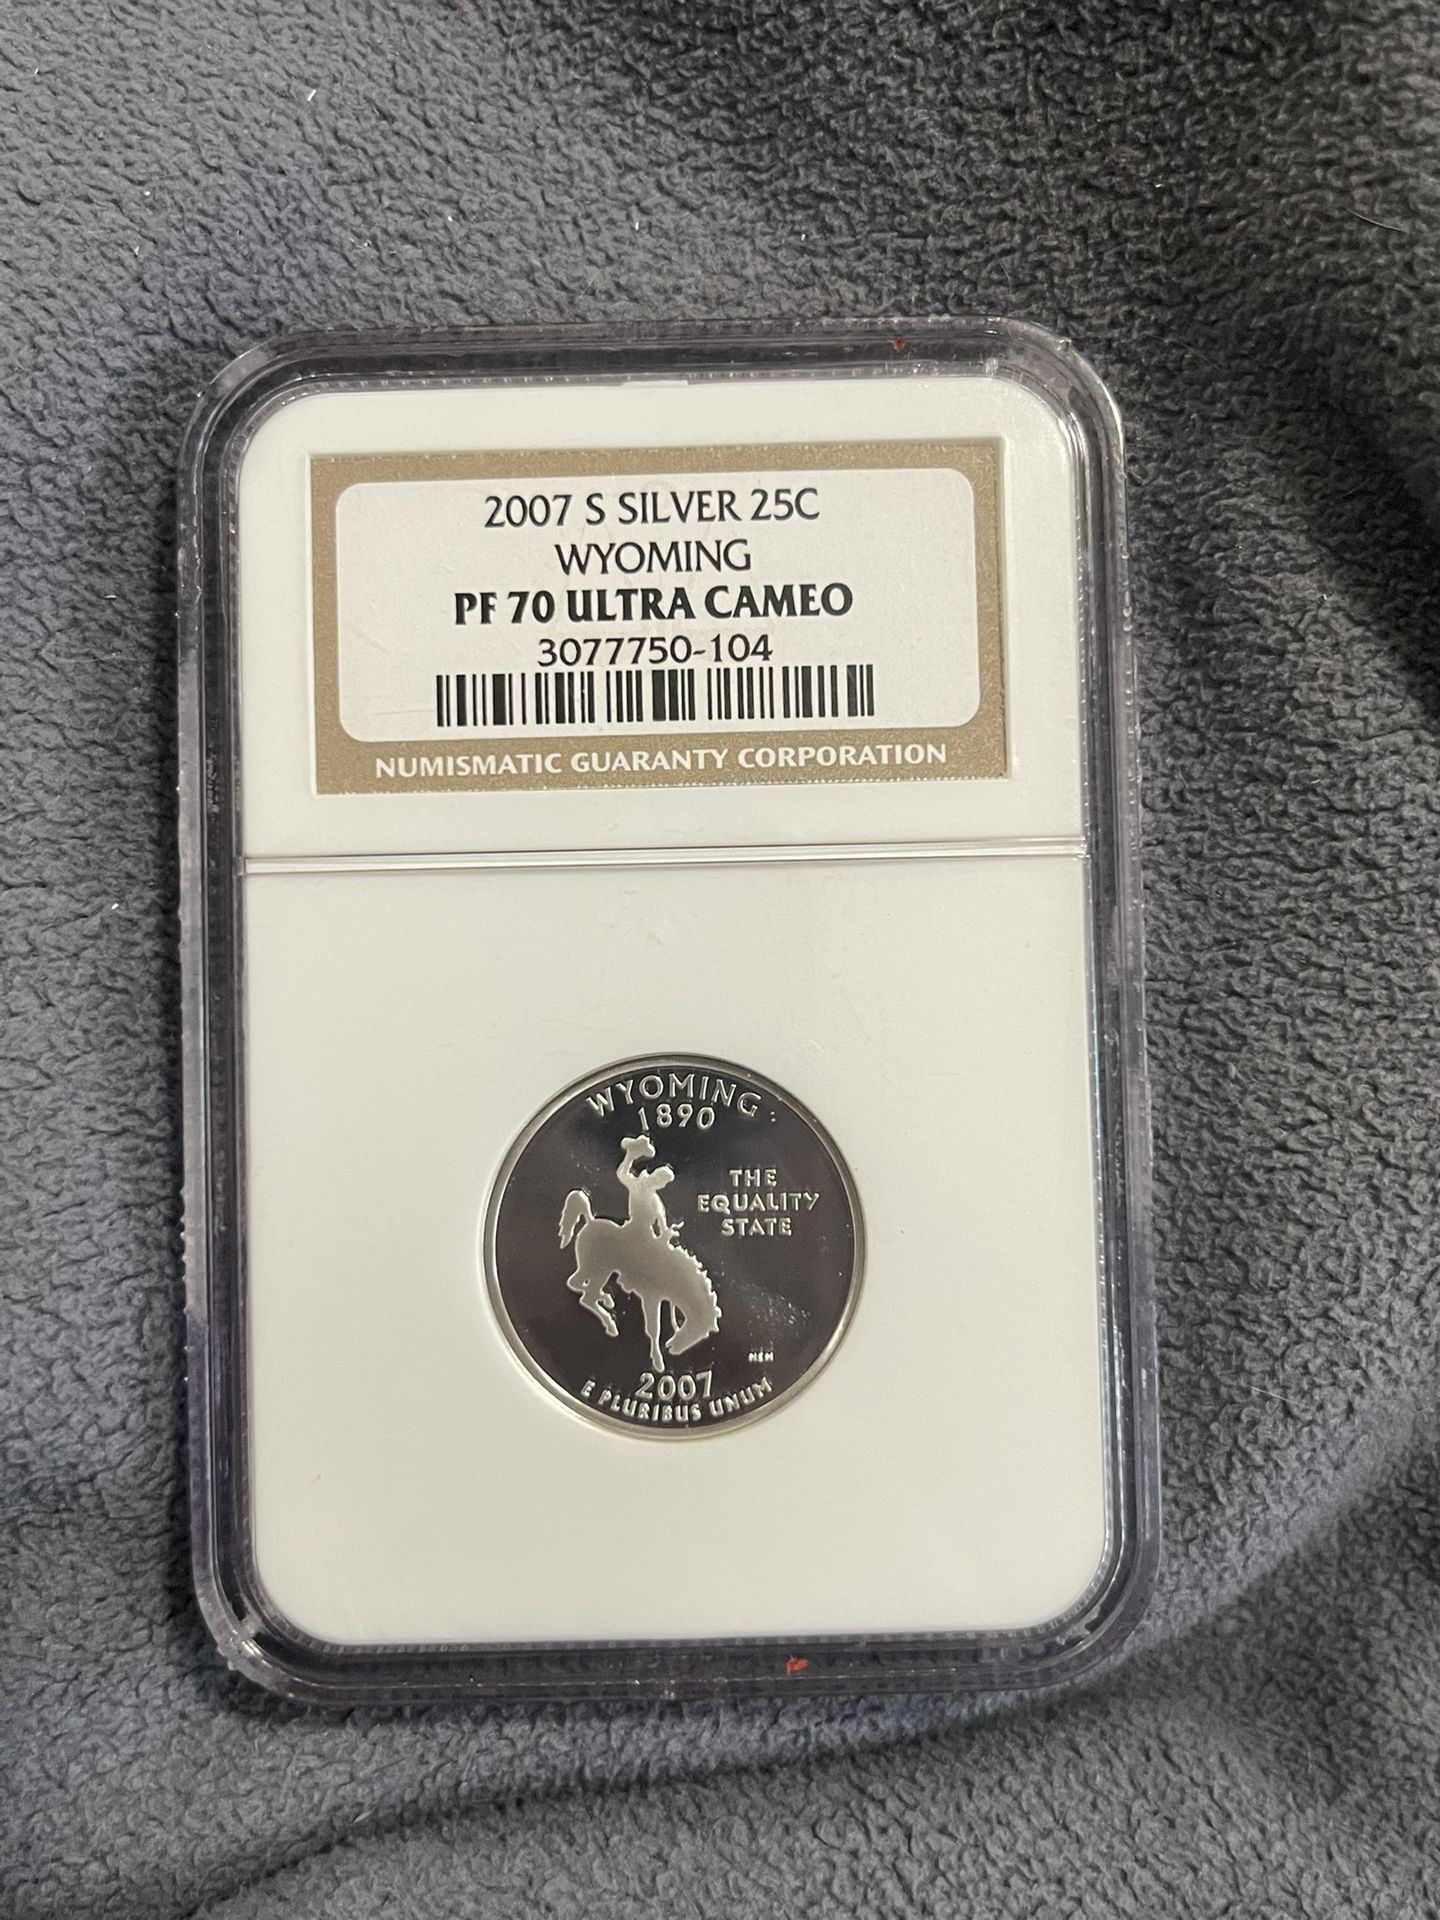 2007 S SILVER 25C
WYOMING
PF 70 ULTRA CAMEO
3077750-104
NUMISMATIC GUARANTY CORPORATION
WYOMING
1890
THE
EQUALITY
STATE
NEN
2007
E PLURIBUS UNUM